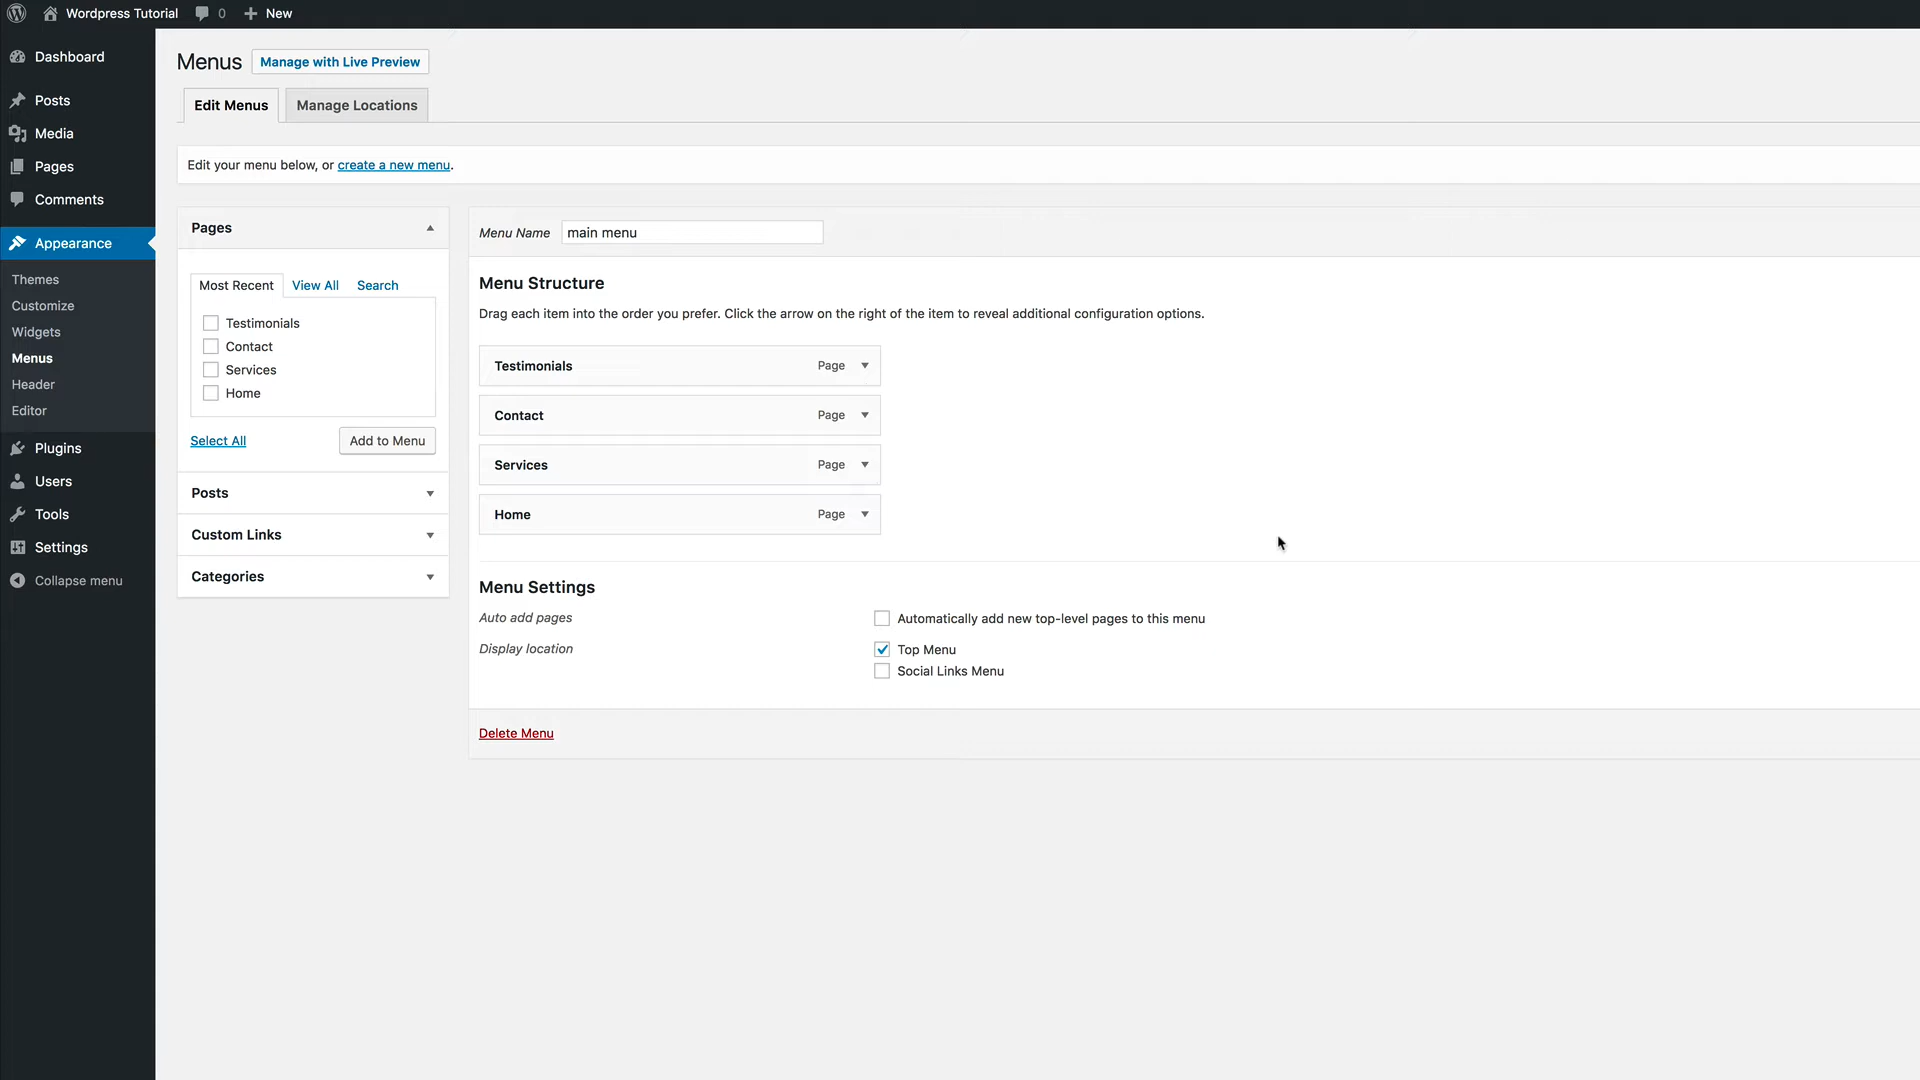 Wordpress Tutorial 0 New
Dashboard
Posts
Media
Pages
Comments
Appearance
Themes
Customize
Widgets
Menus
Header
Editor
Plugins
Users
Tools
Settings
Collapse menu
Menus Manage with Live Preview
Edit Menus Manage Locations
Edit your menu below, or create a new menu.
Pages
Most Recent View All Search
Testimonials
Contact
Services
Home
Select All Add to Menu
Posts
Custom Links
Categories
Menu Name main menu
Menu Structure
Drag each item into the order you prefer. Click the arrow on the right of the item to reveal additional configuration options.
Testimonials Page
Contact Page
Services Page
Home Page
Menu Settings
Auto add pages Automatically add new top-level pages to this menu
Display location Top Menu
Social Links Menu
Delete Menu